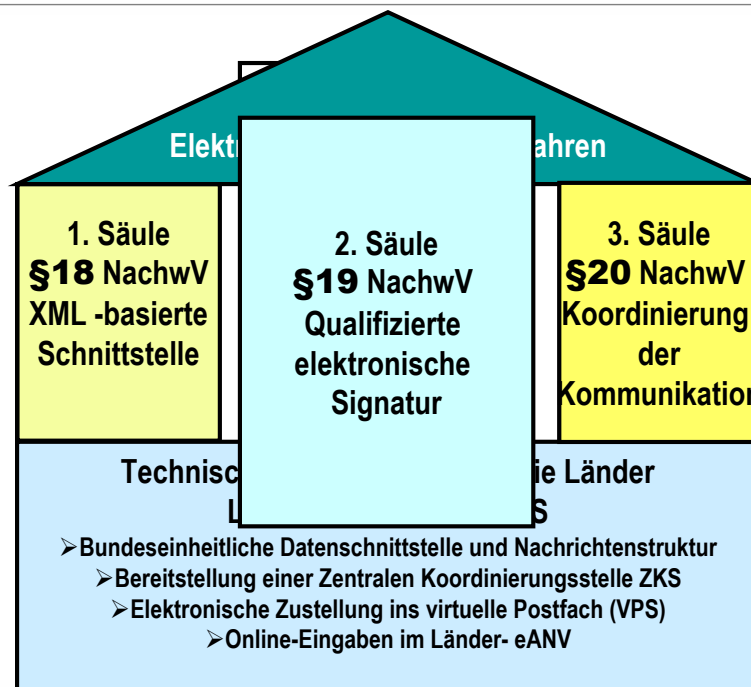 Elekt ahren
1. Säule
§18 NachwV
XML -basierte
Schnittstelle
2. Säule
§19 NachwV
Qualifizierte
elektronische
Signatur
3. Säule
§20 NachwV
Koordinierung
der
Kommunikation
Technisc ie Länder
L S
➢Bundeseinheitliche Datenschnittstelle und Nachrichtenstruktur
➢Bereitstellung einer Zentralen Koordinierungsstelle ZKS
➢Elektronische Zustellung ins virtuelle Postfach (VPS)
➢Online-Eingaben im Länder- eANV